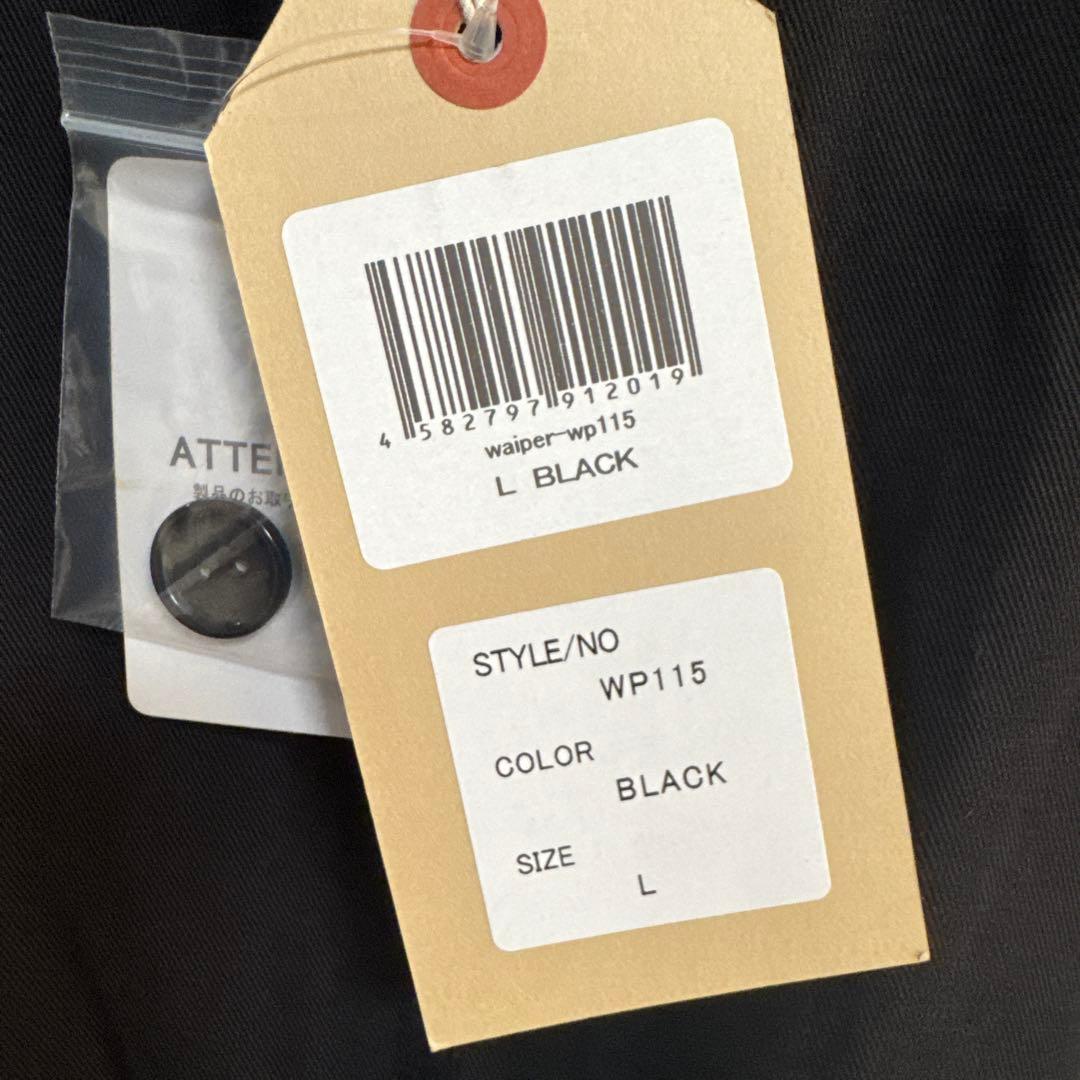 4 582797 912019
waiper-wp115
L BLACK
STYLE/NO
WP115
COLOR
BLACK
SIZE
L
ATTE
製品のお取